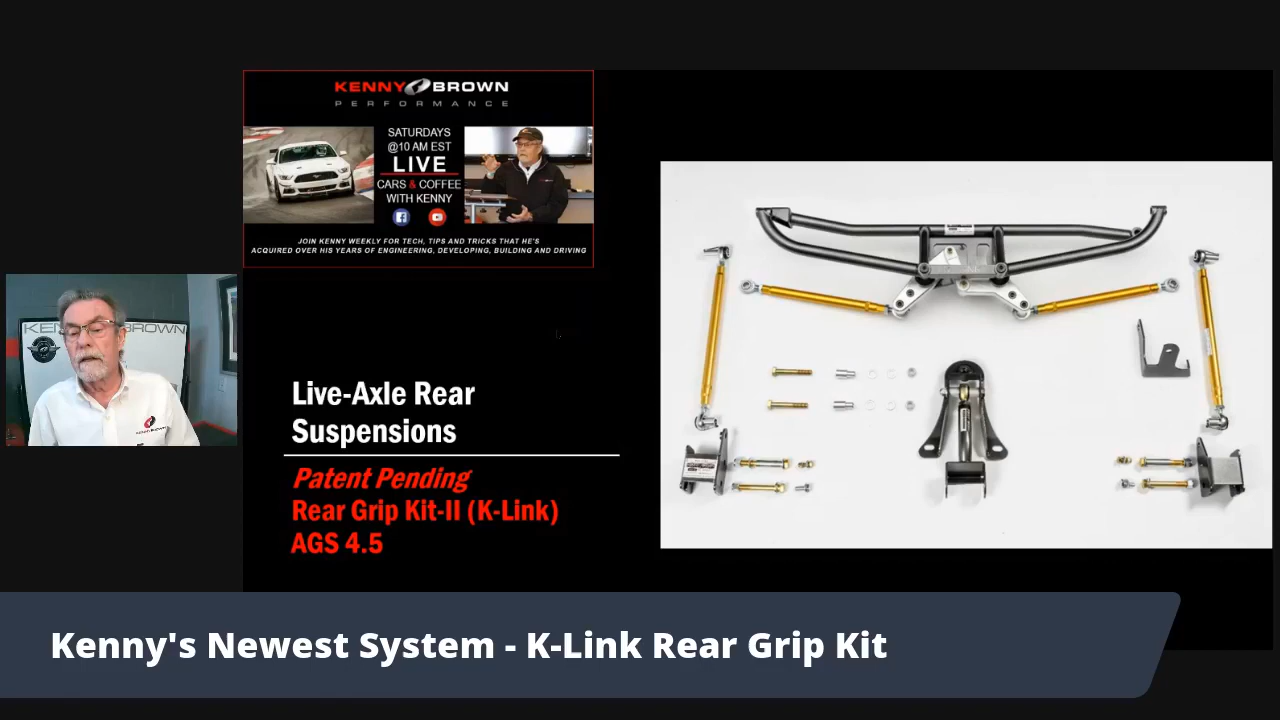 KENNY BROWN
PERFORMANCE
SATURDAYS
@10 AM EST
LIVE
CARS & COFFEE
WITH KENNY
JOIN KENNY WEEKLY FOR TECH, TIPS AND TRICKS THAT HE'S
ACQUIRED OVER HIS YEARS OF ENGINEERING, DEVELOPING, BUILDING AND DRIVING
BROWN
Live-Axle Rear
Suspensions
Patent Pending
Rear Grip Kit-II (K-Link)
AGS 4.5
Kenny's Newest System - K-Link Rear Grip Kit